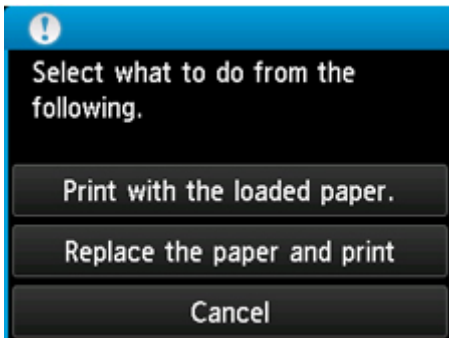 Select what to do from the
following.
Print with the loaded paper.
Replace the paper and print
Cancel